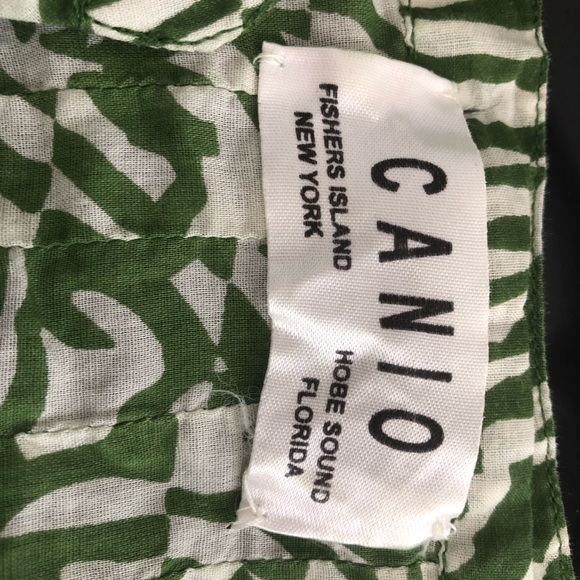 CANIO
FISHERS ISLAND
NEW YORK
HOBE SOUND
FLORIDA